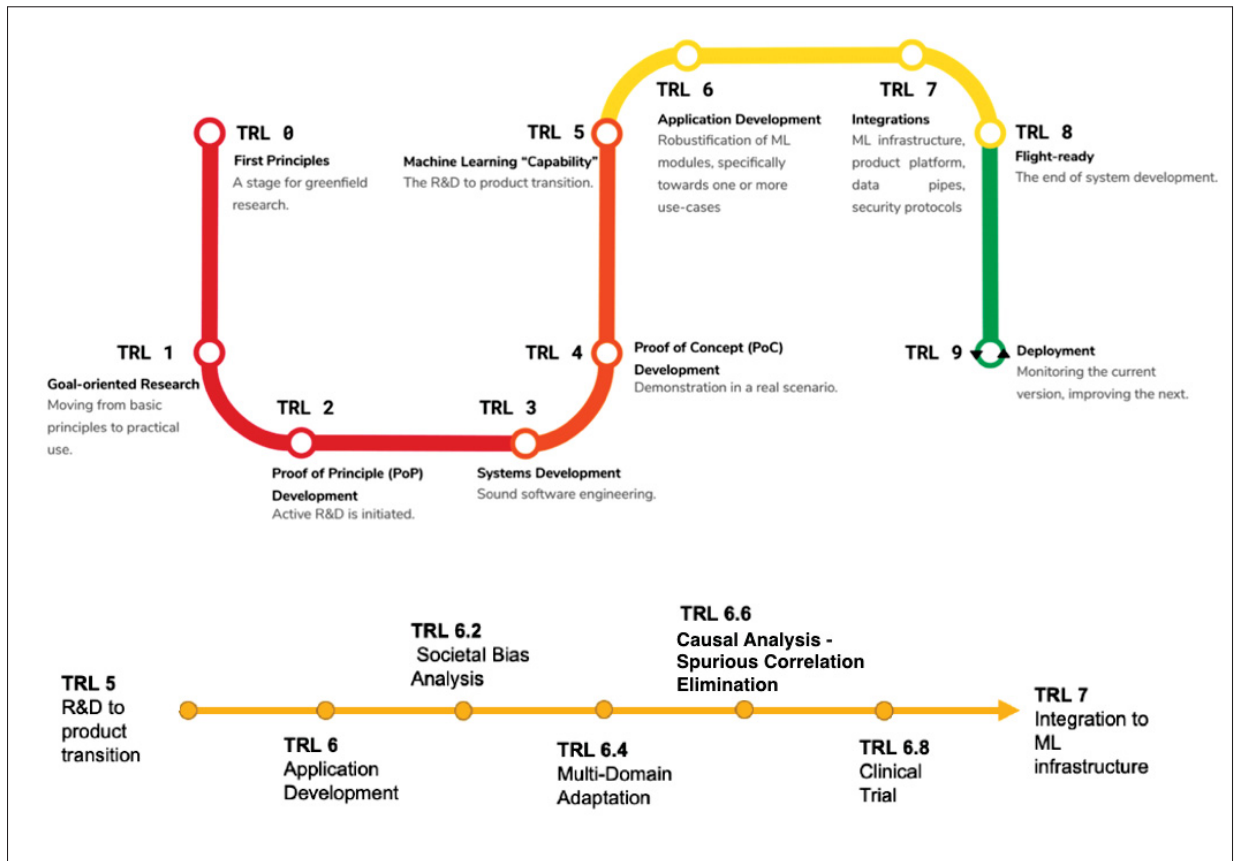 TRL 0
First Principles
A stage for greenfield
research.
TRL 1
Goal-oriented Research
Moving from basic
principles to practical
use.
TRL 2
Proof of Principle (PoP)
Development
Active R&D is initiated.
TRL 3
Systems Development
Sound software engineering.
TRL 4
Proof of Concept (PoC)
Development
Demonstration in a real scenario.
TRL 5
Machine Learning “Capability”
The R&D to product transition.
TRL 6
Application Development
Robustification of ML
modules, specifically
towards one or more
use-cases
TRL 7
Integrations
ML infrastructure,
product platform,
data pipes,
security protocols
TRL 8
Flight-ready
The end of system development.
TRL 9
Deployment
Monitoring the current
version, improving the next.
TRL 5
R&D to
product
transition
TRL 6
Application
Development
TRL 6.2
Societal Bias
Analysis
TRL 6.4
Multi-Domain
Adaptation
TRL 6.6
Causal Analysis -
Spurious Correlation
Elimination
TRL 6.8
Clinical
Trial
TRL 7
Integration to
ML
infrastructure